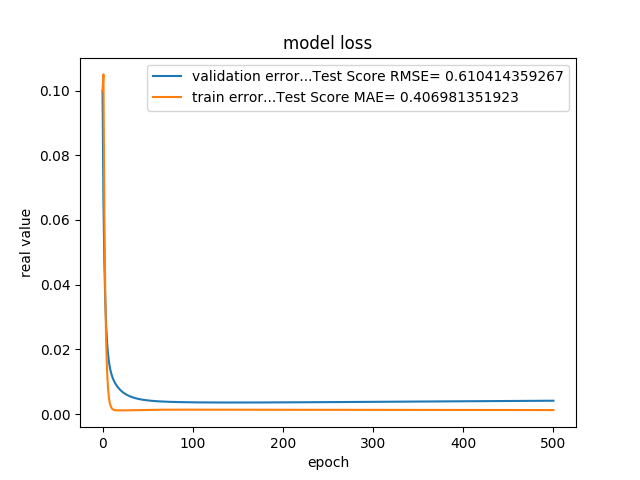 model loss
validation error...Test Score RMSE= 0.610414359267
train error...Test Score MAE= 0.406981351923
real value
0.10
0.08
0.06
0.04
0.02
0.00
0 100 200 300 400 500
epoch